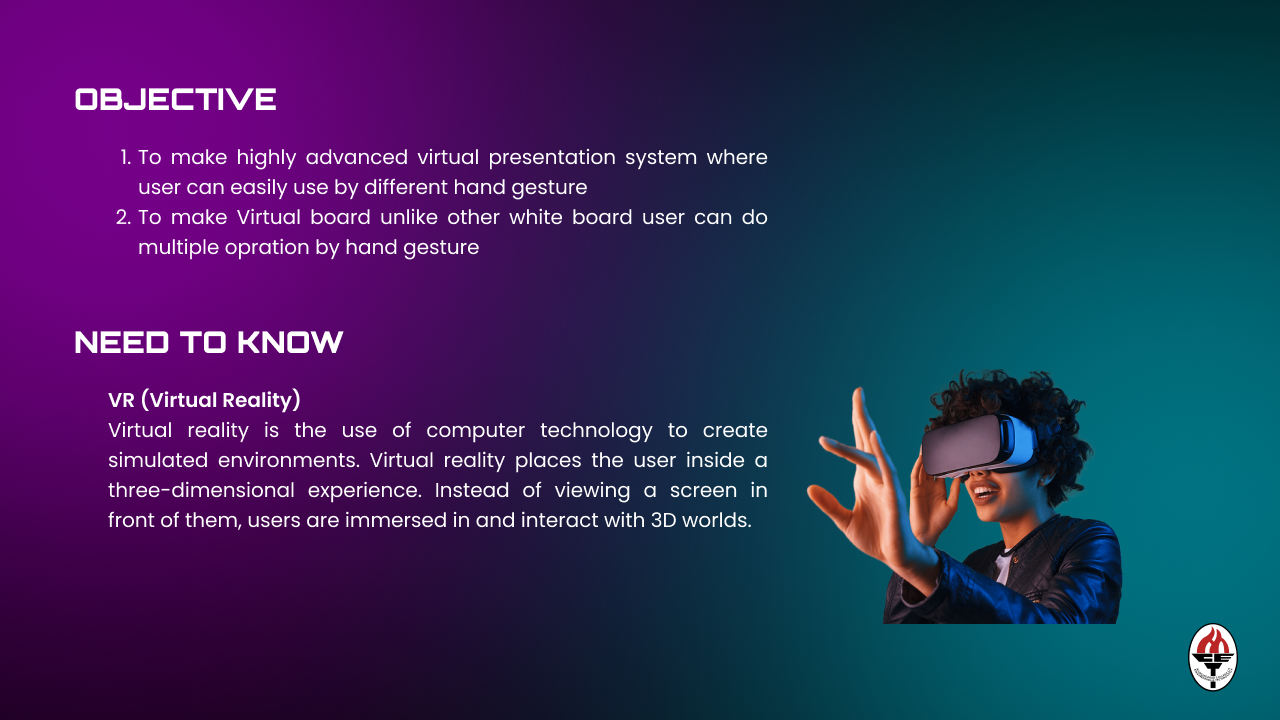 OBJECTIVE
1. To make highly advanced virtual presentation system where
user can easily use by different hand gesture
2. To make Virtual board unlike other white board user can do
multiple opration by hand gesture
NEED TO KNOW
VR (Virtual Reality)
Virtual reality is the use of computer technology to create
simulated environments. Virtual reality places the user inside a
three-dimensional experience. Instead of viewing a screen in
front of them, users are immersed in and interact with 3D worlds.